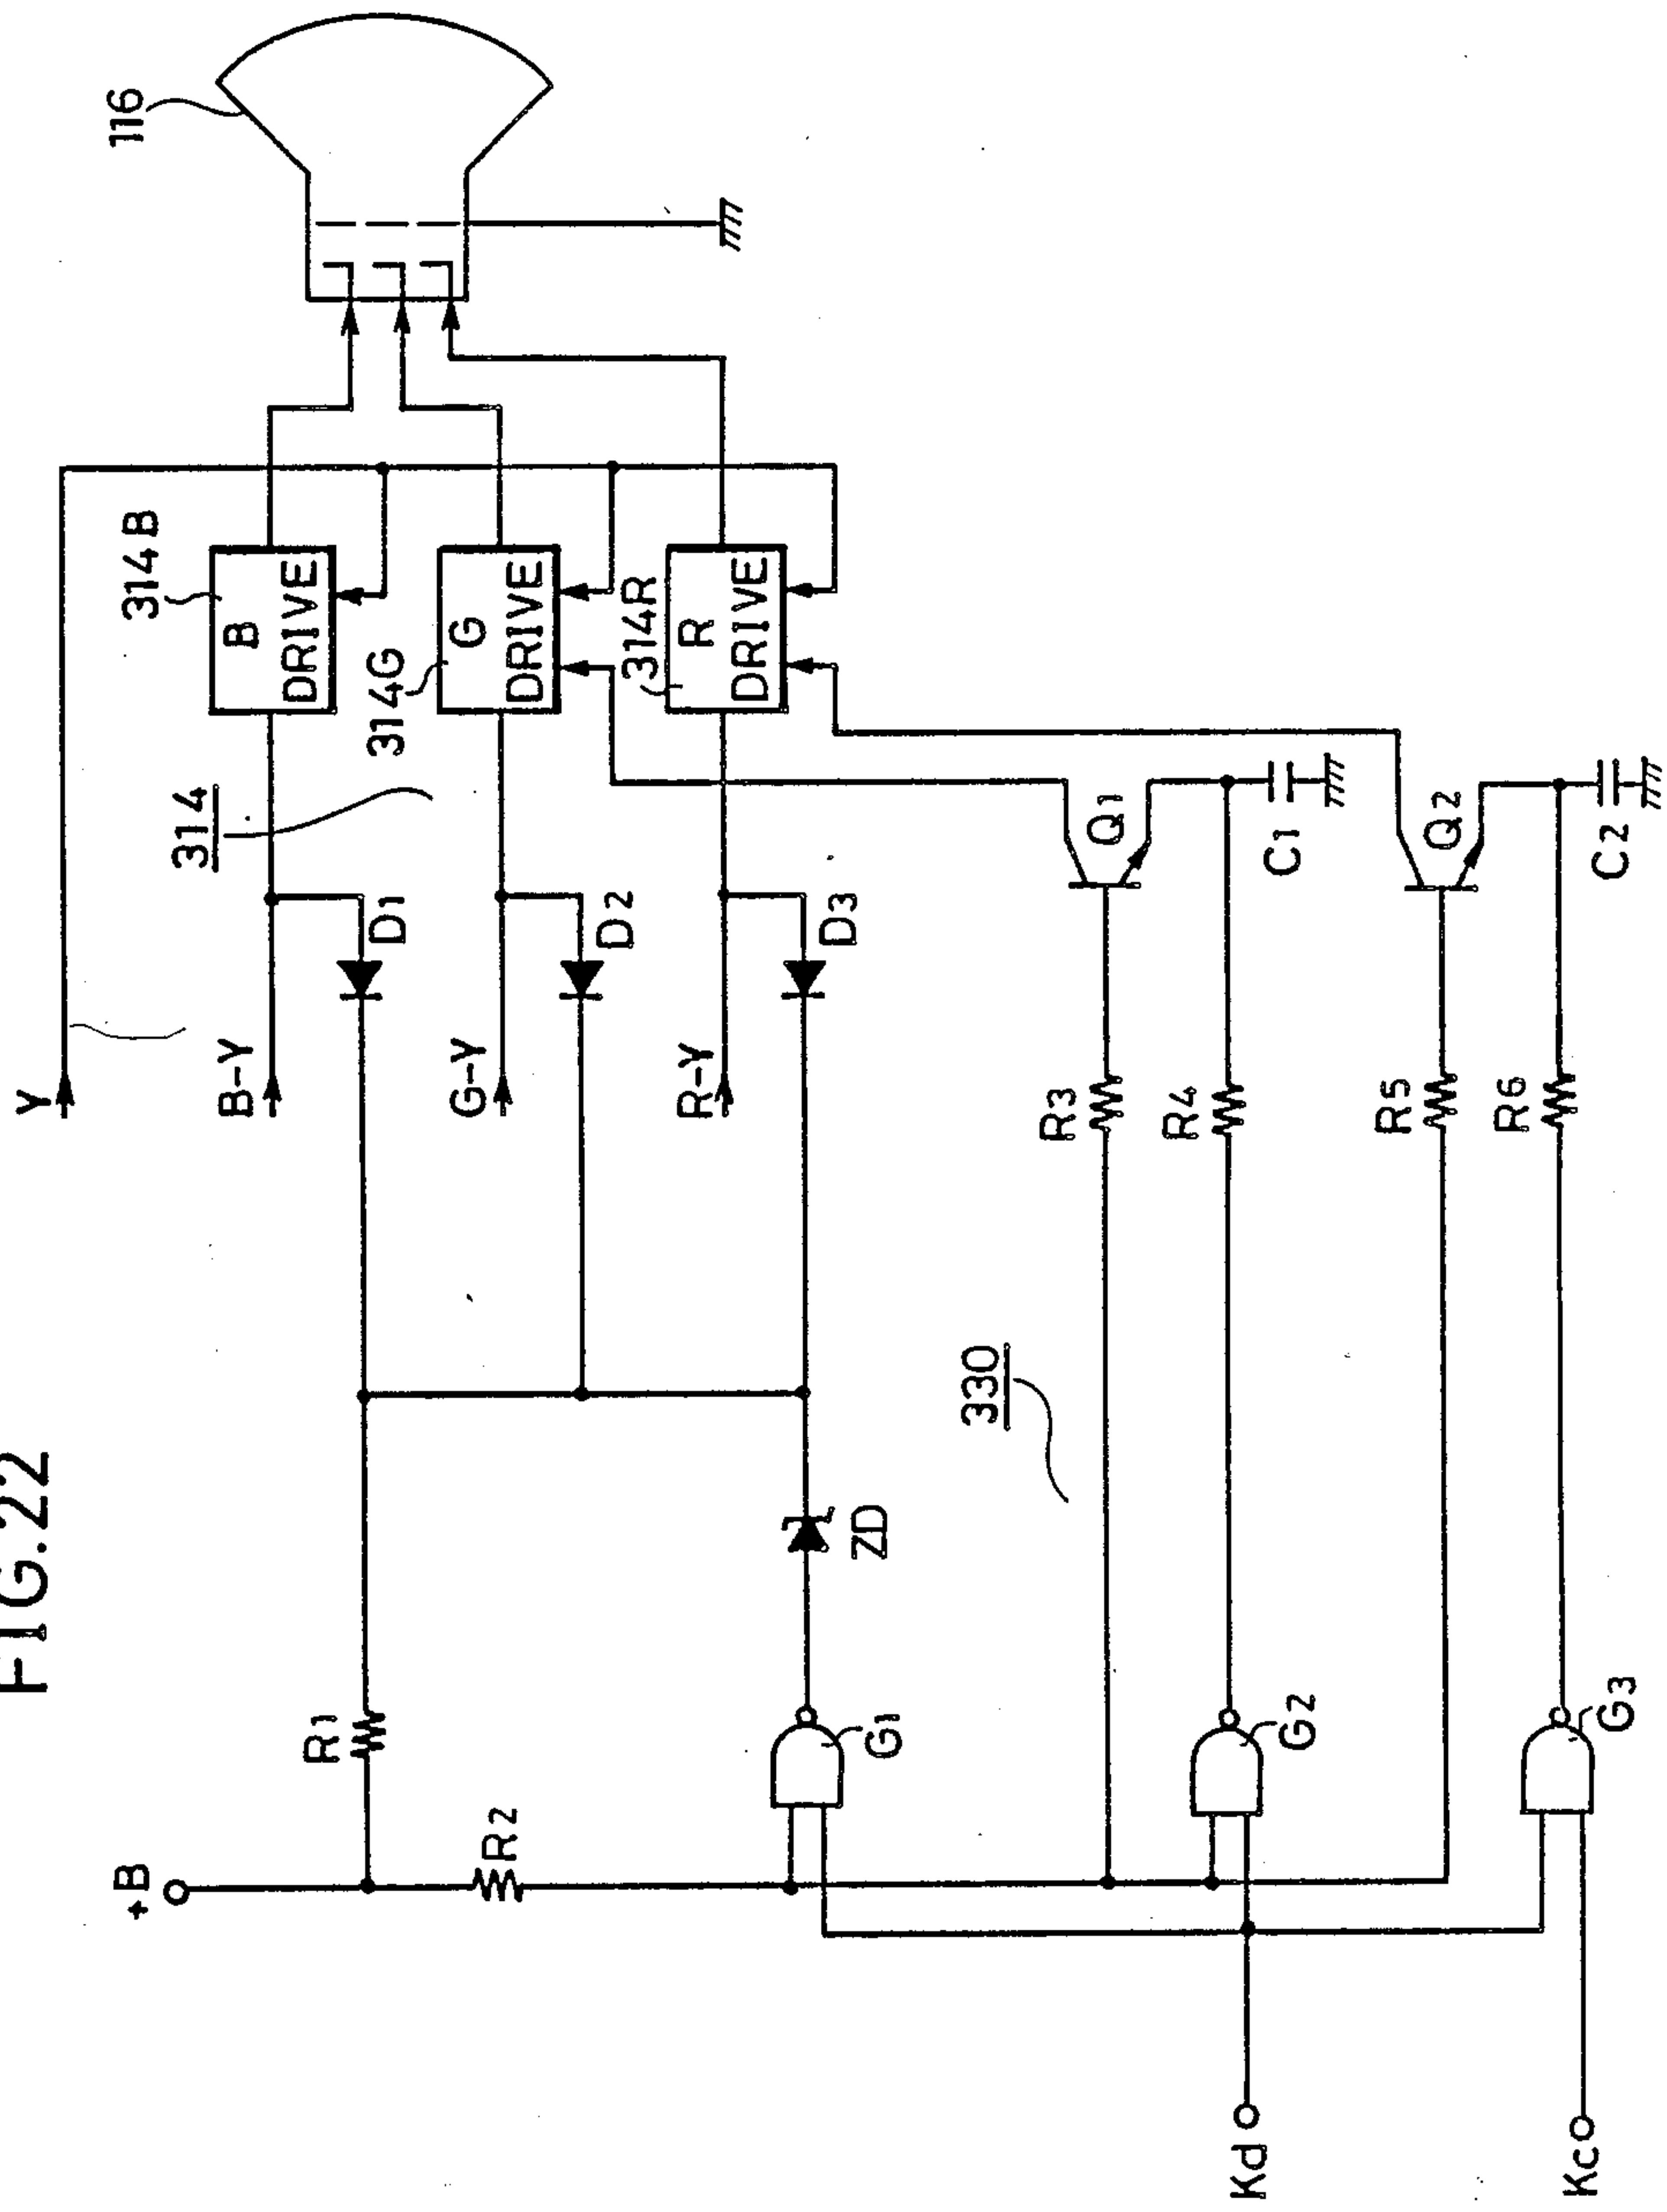 FIG.22
Y
B-Y
G-Y
R-Y
+B
R1
R2
D1
D2
D3
ZD
G1
314
314B
B
DRIVE
314G
G
DRIVE
314R
R
DRIVE
116
330
R3
Q1
R4
C1
G2
R5
Q2
R6
C2
G3
Kd
Kc